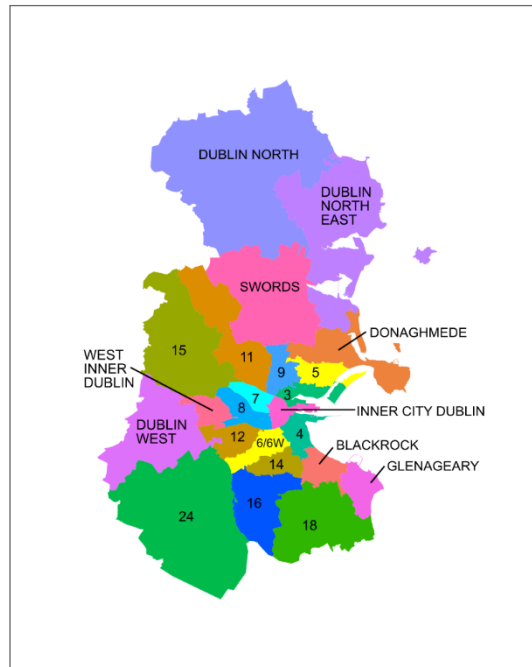 DUBLIN NORTH
DUBLIN
NORTH
EAST
SWORDS
DONAGHMEDE
15
WEST
INNER
DUBLIN
11
9
5
7
3
8
INNER CITY DUBLIN
DUBLIN
WEST
12
6/6W
4
BLACKROCK
14
GLENAGEARY
24
16
18